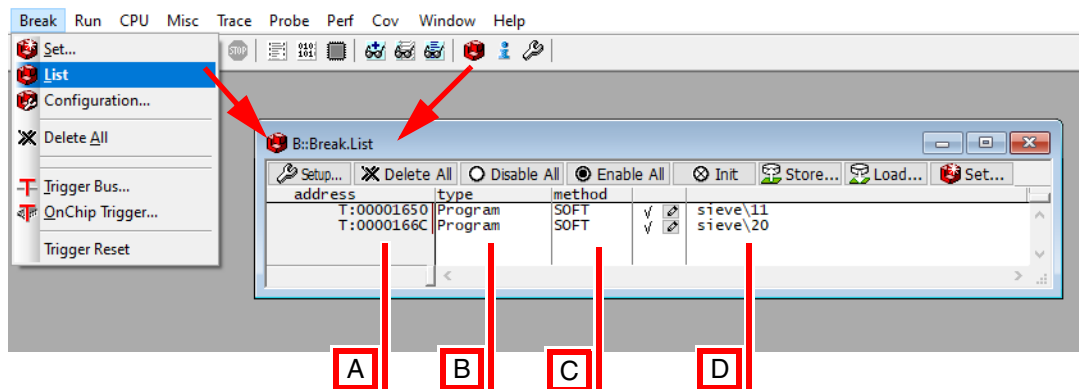 Break Run CPU Misc Trace Probe Perf Cov Window Help
Set...
STOP
List
Configuration...
Delete All
Trigger Bus...
OnChip Trigger...
Trigger Reset
B::Break.List
Setup... Delete All Disable All Enable All Init Store... Load... Set...
address type method
T:00001650 Program SOFT √ sieve\11
T:0000166C Program SOFT √ sieve\20
A B C D